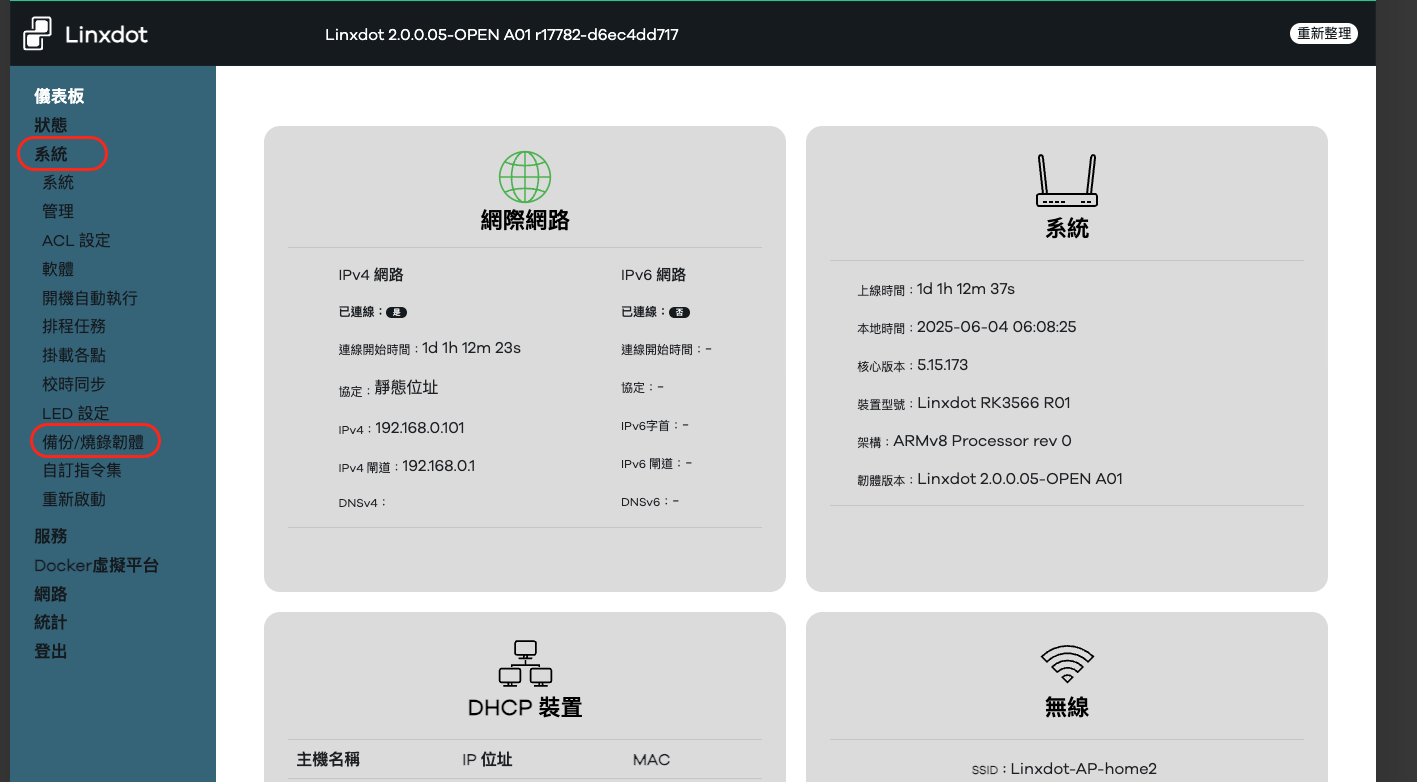 Linxdot
Linxdot 2.0.0.05-OPEN A01 r17782-d6ec4dd717
重新整理
儀表板
狀態
系統
系統
管理
ACL 設定
軟體
開機自動執行
排程任務
掛載各點
校時同步
LED 設定
備份/燒錄韌體
自訂指令集
重新啟動
服務
Docker虛擬平台
網路
統計
登出
網際網路
IPv4 網路
已連線：是
連線開始時間：1d 1h 12m 23s
協定：靜態位址
IPv4：192.168.0.101
IPv4 閘道：192.168.0.1
DNSv4：
IPv6 網路
已連線：否
連線開始時間：-
協定：-
IPv6字首：-
IPv6 閘道：-
DNSv6：-
系統
上線時間：1d 1h 12m 37s
本地時間：2025-06-04 06:08:25
核心版本：5.15.173
裝置型號：Linxdot RK3566 R01
架構：ARMv8 Processor rev 0
韌體版本：Linxdot 2.0.0.05-OPEN A01
DHCP 裝置
主機名稱 IP 位址 MAC
無線
SSID：Linxdot-AP-home2